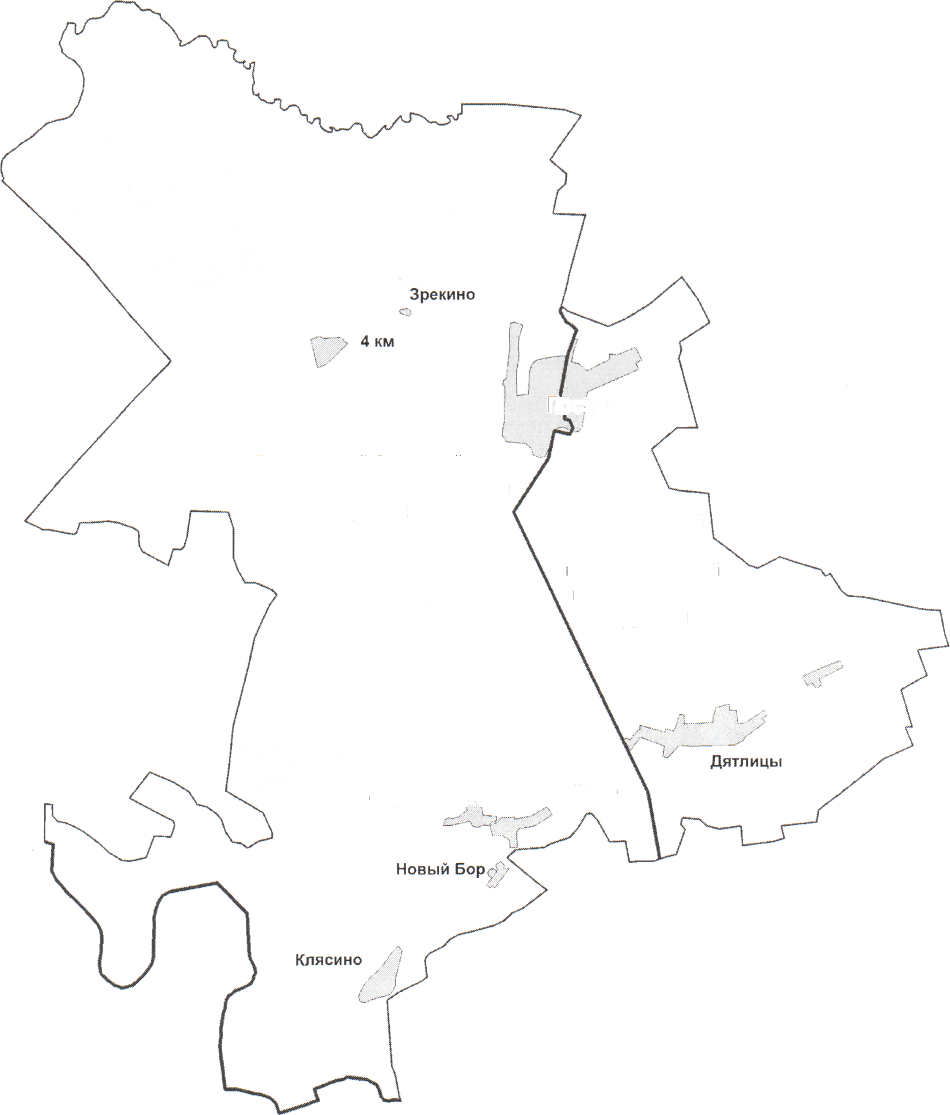 Зрекино
4 км
Дятлицы
Новый Бор
Клясино